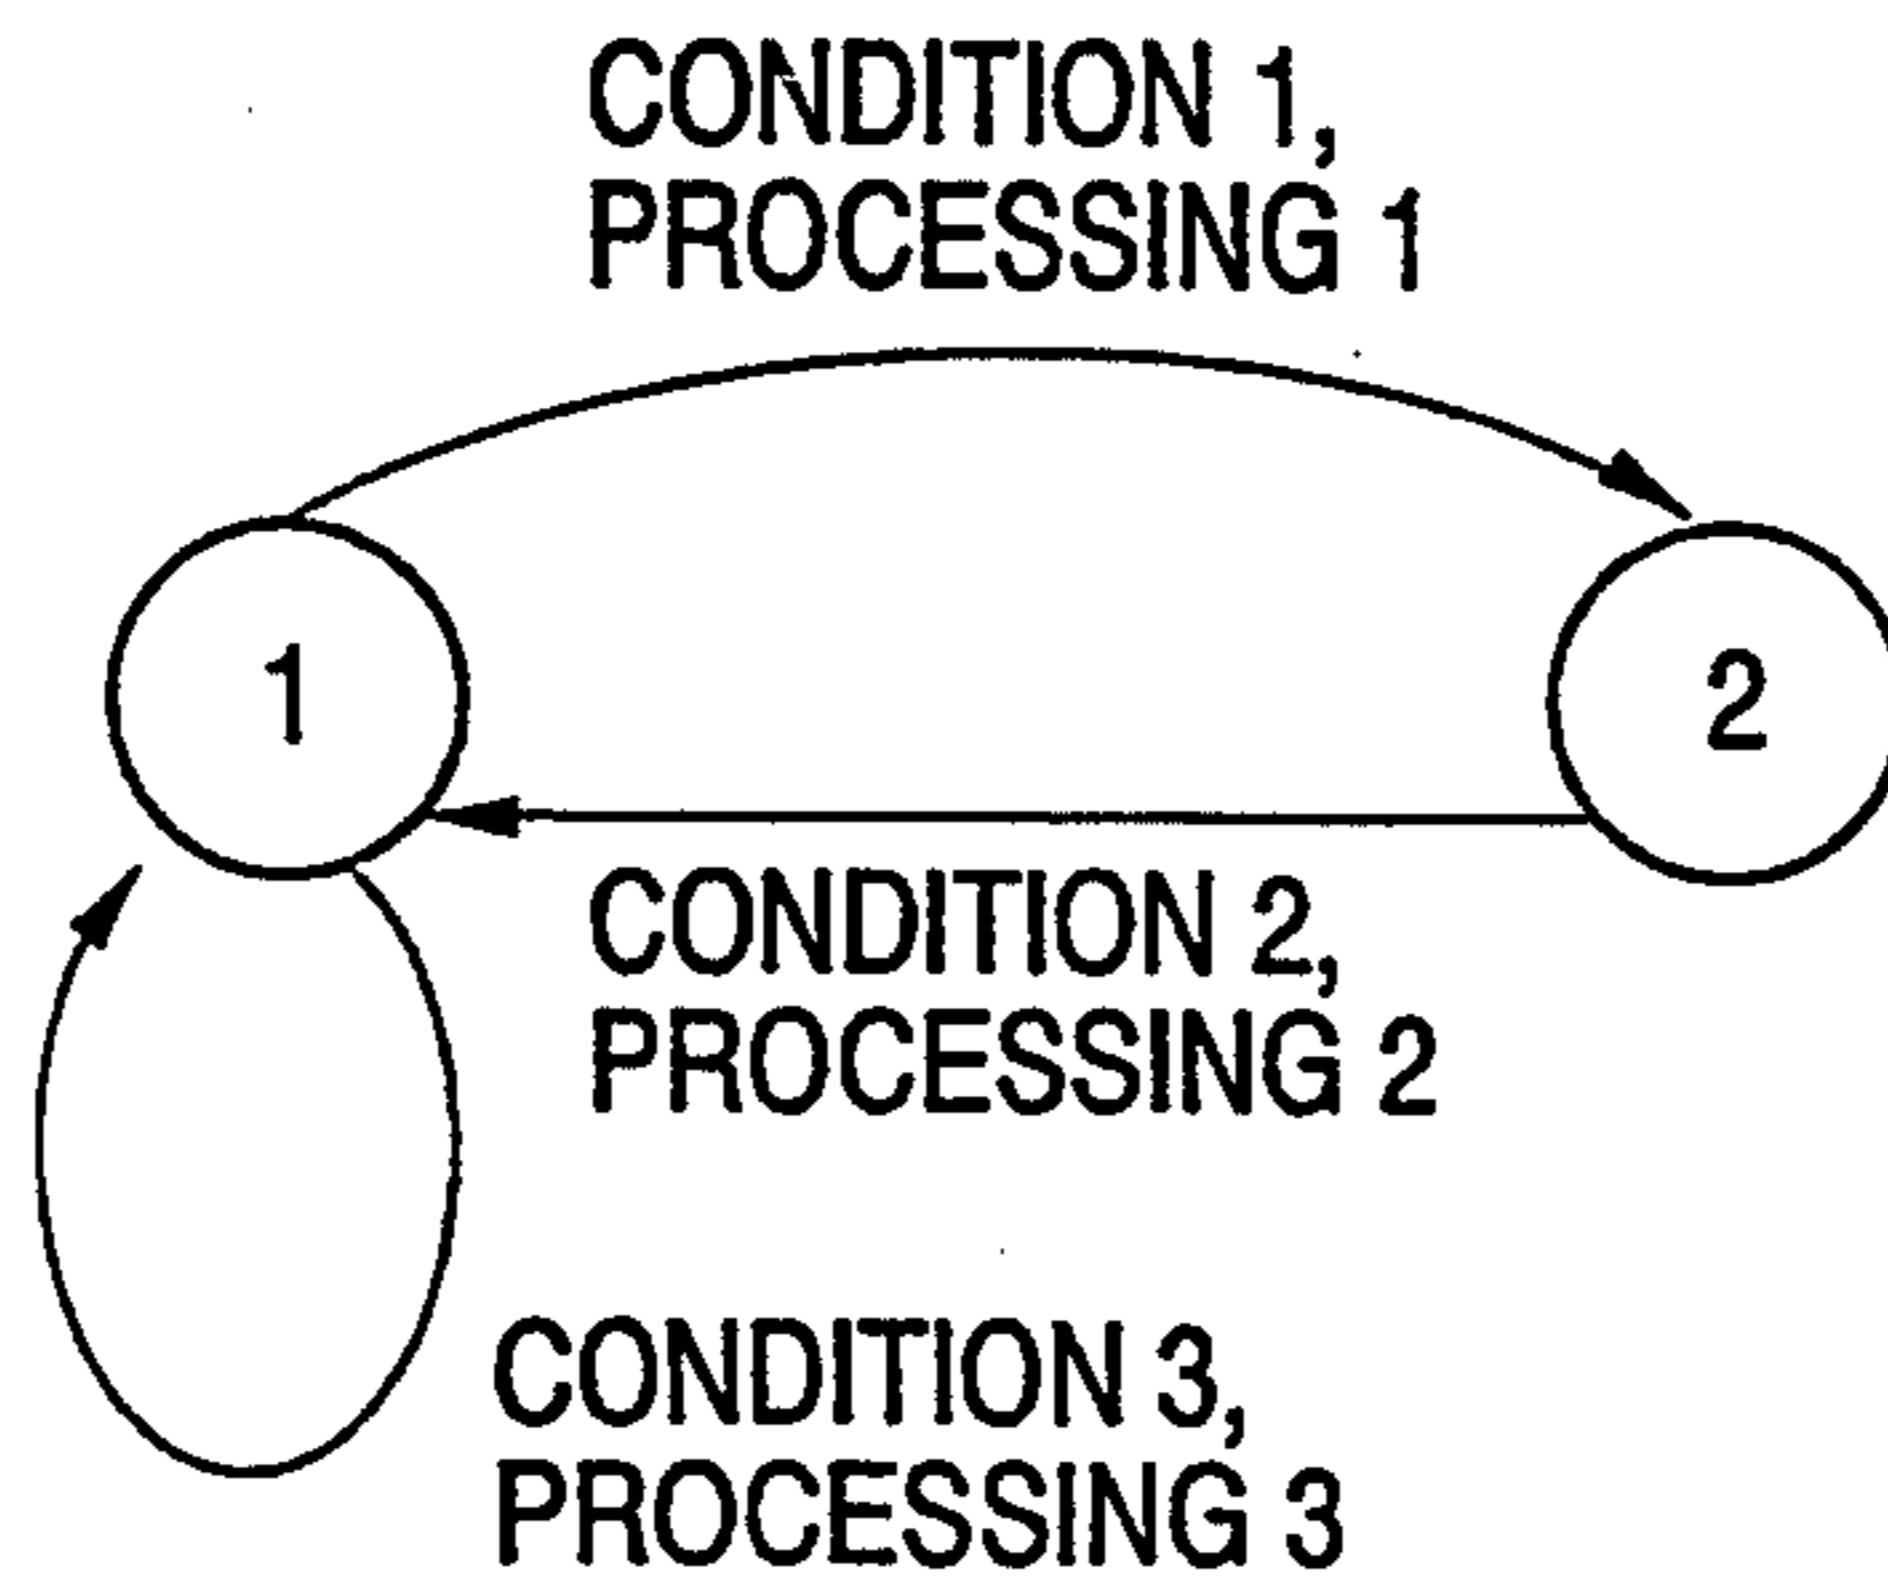 CONDITION 1,
PROCESSING 1
1
2
CONDITION 2,
PROCESSING 2
CONDITION 3,
PROCESSING 3